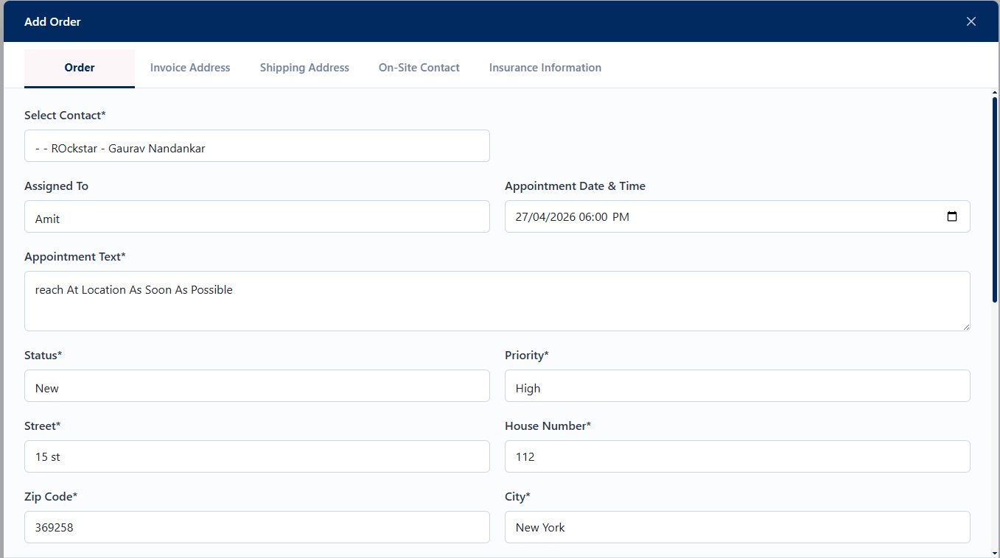 Add Order
Order Invoice Address Shipping Address On-Site Contact Insurance Information
Select Contact*
- - ROckstar - Gaurav Nandankar
Assigned To Appointment Date & Time
Amit 27/04/2026 06:00 PM
Appointment Text*
reach At Location As Soon As Possible
Status* Priority*
New High
Street* House Number*
15 st 112
Zip Code* City*
369258 New York